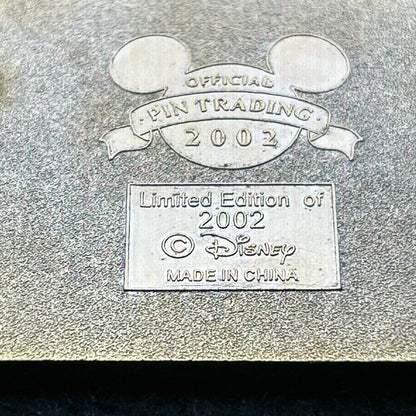 OFFICIAL
· PIN TRADING ·
2002
Limited Edition of
2002
© Disney
MADE IN CHINA